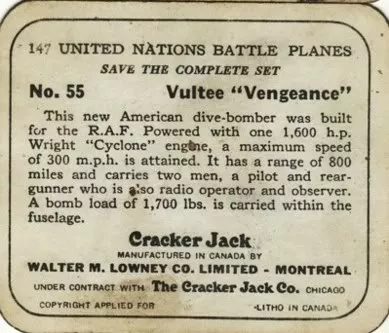 147 UNITED NATIONS BATTLE PLANES
SAVE THE COMPLETE SET
No. 55 Vultee "Vengeance"
This new American dive-bomber was built
for the R.A.F. Powered with one 1,600 h.p.
Wright "Cyclone" engine, a maximum speed
of 300 m.p.h. is attained. It has a range of 800
miles and carries two men, a pilot and rear-
gunner who is also radio operator and observer.
A bomb load of 1,700 lbs. is carried within the
fuselage.
Cracker Jack
MANUFACTURED IN CANADA BY
WALTER M. LOWNEY CO. LIMITED - MONTREAL
UNDER CONTRACT WITH The Cracker Jack Co. CHICAGO
COPYRIGHT APPLIED FOR -LITHO IN CANADA